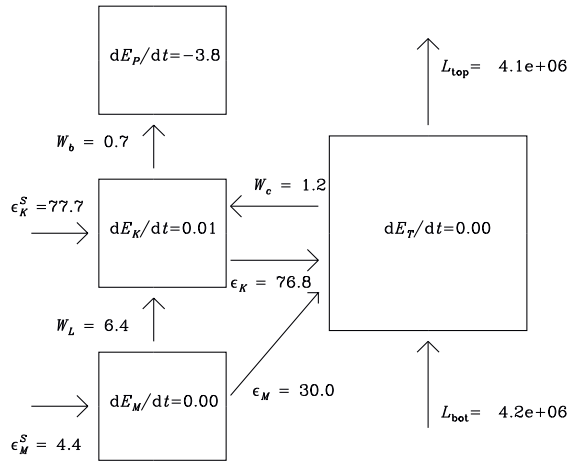 dE_P/dt=−3.8
L_top= 4.1e+06
W_b = 0.7
W_c = 1.2
ϵ_K^S =77.7
dE_K/dt=0.01
dE_T/dt=0.00
ϵ_K = 76.8
W_L = 6.4
dE_M/dt=0.00
ϵ_M = 30.0
L_bot= 4.2e+06
ϵ_M^S = 4.4